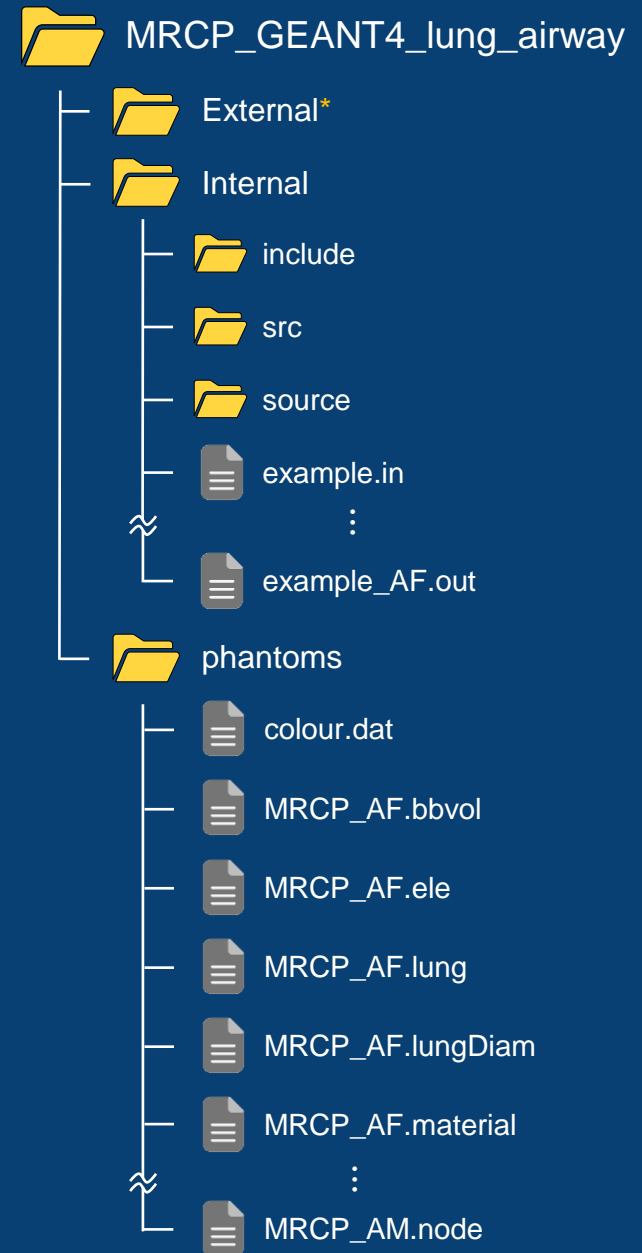 MRCP_GEANT4_lung_airway
External*
Internal
include
src
source
example.in
⋮
example_AF.out
phantoms
colour.dat
MRCP_AF.bbvol
MRCP_AF.ele
MRCP_AF.lung
MRCP_AF.lungDiam
MRCP_AF.material
⋮
MRCP_AM.node